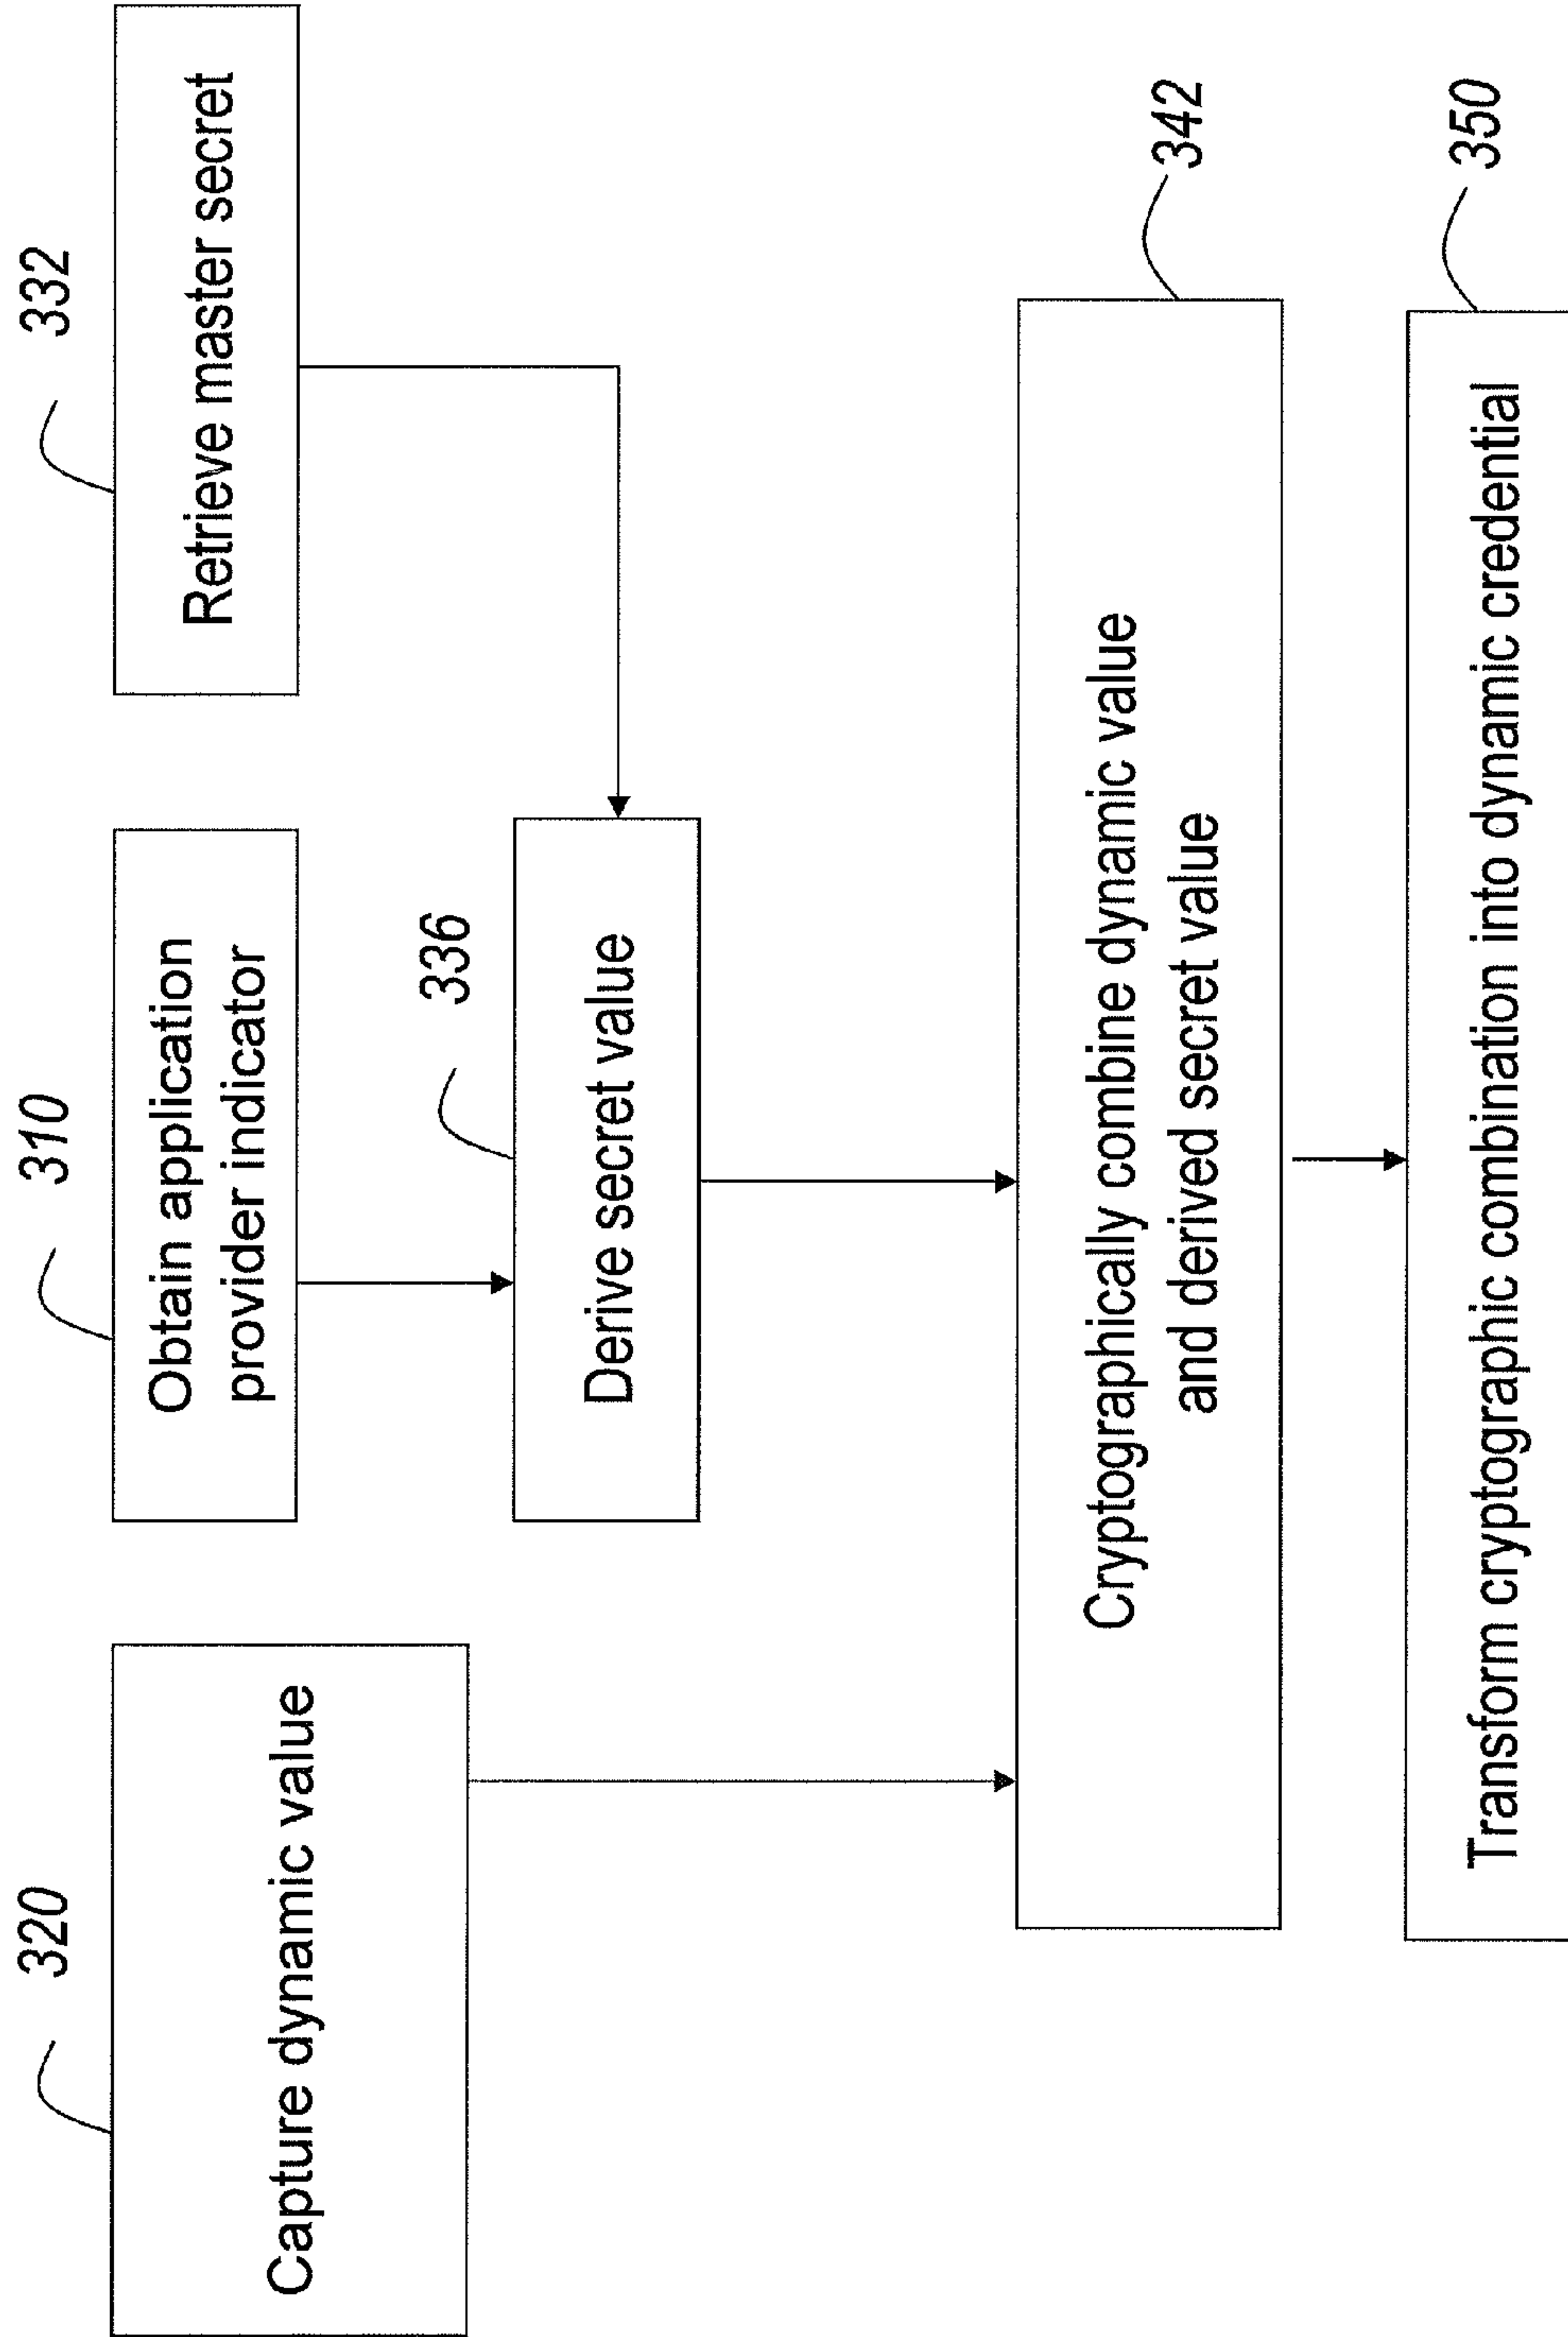 320
Capture dynamic value
310
Obtain application
provider indicator
332
Retrieve master secret
336
Derive secret value
342
Cryptographically combine dynamic value
and derived secret value
350
Transform cryptographic combination into dynamic credential